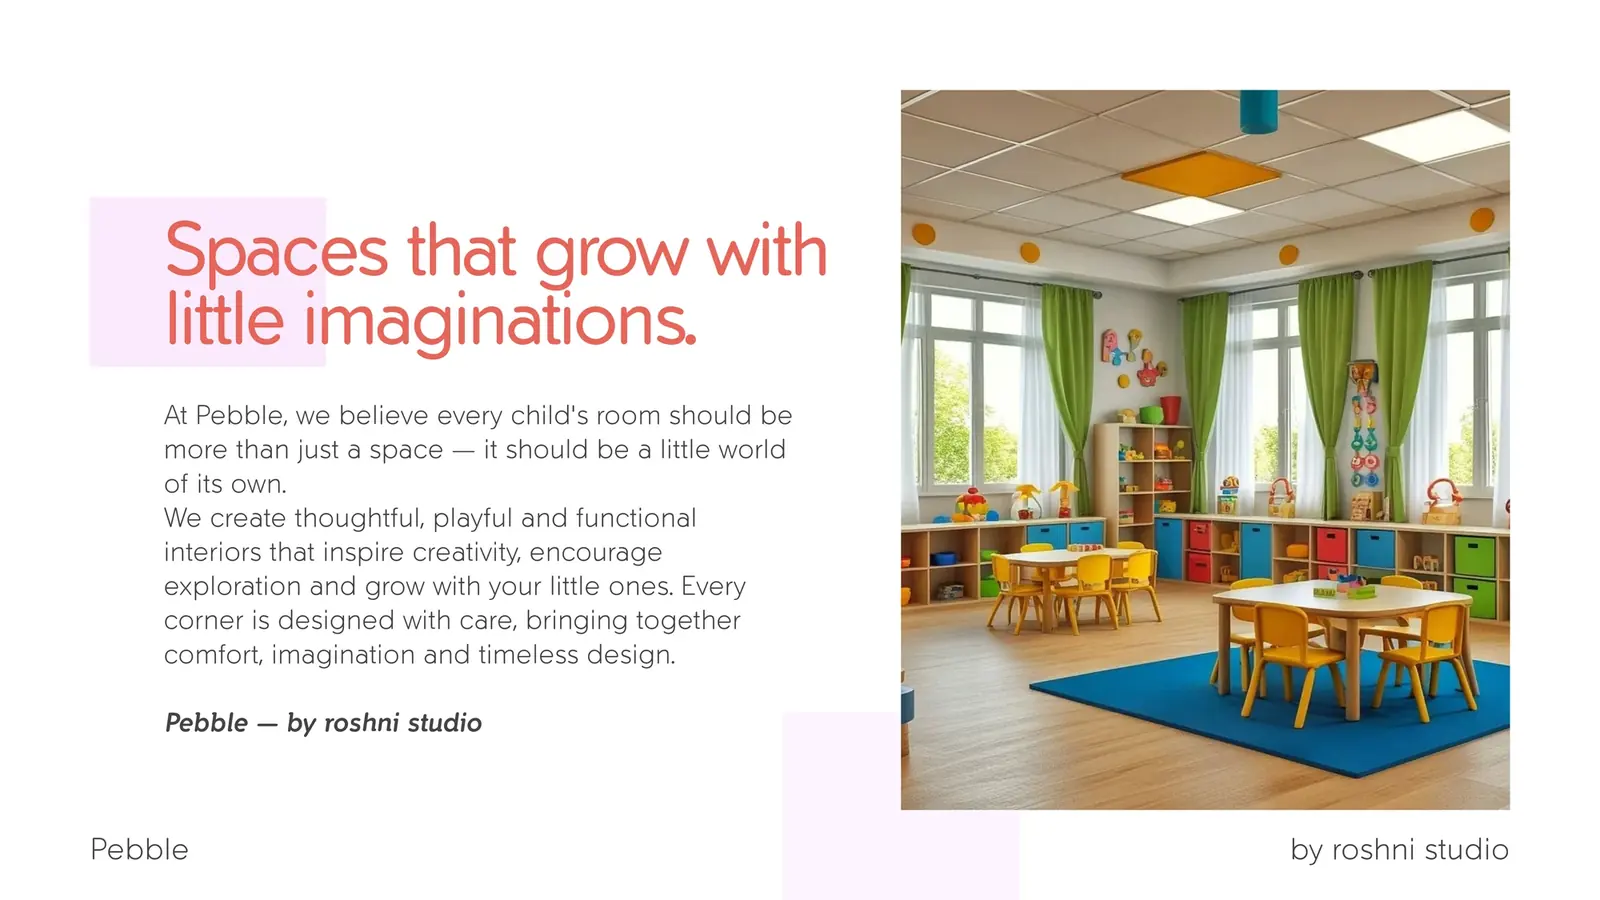 Spaces that grow with
little imaginations.
At Pebble, we believe every child's room should be
more than just a space — it should be a little world
of its own.
We create thoughtful, playful and functional
interiors that inspire creativity, encourage
exploration and grow with your little ones. Every
corner is designed with care, bringing together
comfort, imagination and timeless design.
Pebble — by roshni studio
Pebble
by roshni studio